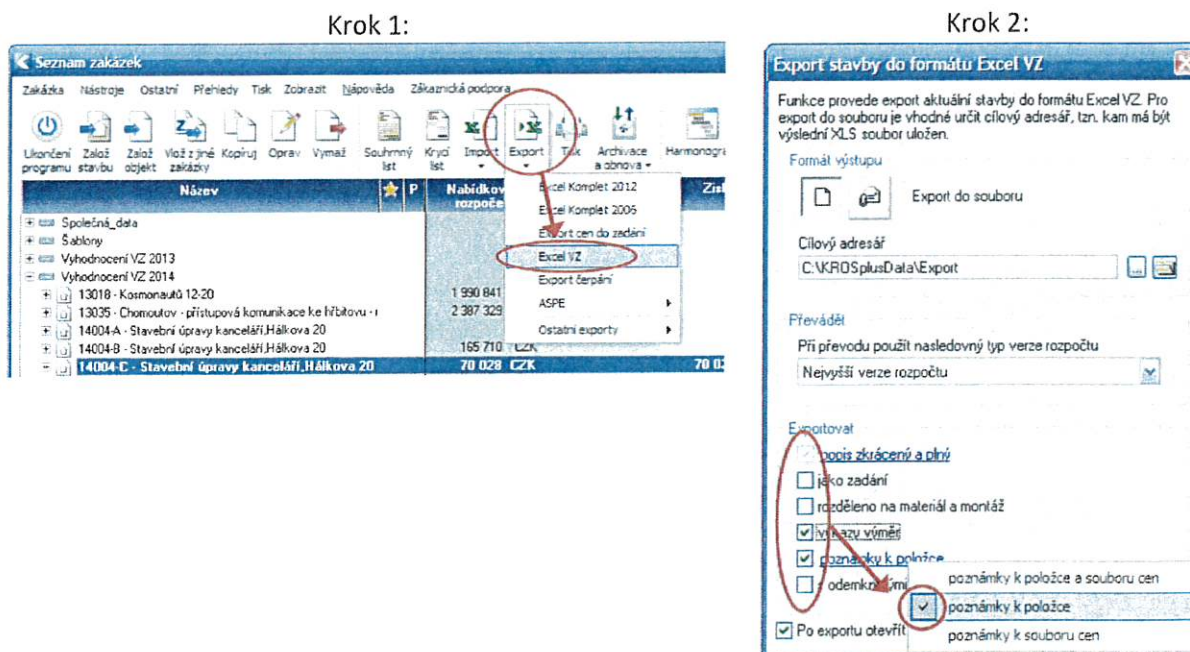 Krok 1:
Seznam zakázek
Zakázka Nástroje Ostatní Přehledy Tisk Zobrazit Nápověda Zákaznická podpora
Ukončení programu
Založ stavbu
Založ objekt
Vlož z jiné zakázky
Kopíruj
Oprav
Vymaž
Souhrnný list
Krycí list
Import
Export
Tisk
Archivace a obnova
Harmonogra
Název P Nabídkov rozpoče Zis
Společná_data
Šablony
Vyhodnocení VZ 2013
Vyhodnocení VZ 2014
13018 - Kosmonautů 12-20 1 990 841
13035 - Chomoutov - přístupová komunikace ke hřbitovu - 2 387 329
14004-A - Stavební úpravy kanceláří,Hálkova 20
14004-B - Stavební úpravy kanceláří,Hálkova 20 165 710 CZK
14004-C - Stavební úpravy kanceláří,Hálkova 20 70 028 CZK 70 02
Excel Komplet 2012
Excel Komplet 2006
Export cen do zadání
Excel VZ
Export čerpání
ASPE
Ostatní exporty
Krok 2:
Export stavby do formátu Excel VZ
Funkce provede export aktuální stavby do formátu Excel VZ. Pro
export do souboru je vhodné určit cílový adresář, tzn. kam má být
výslední XLS soubor uložen.
Formát výstupu
Export do souboru
Cílový adresář
C:\KROSplusData\Export
...
Převádět
Při převodu použít nasledovný typ verze rozpočtu
Nejvyšší verze rozpočtu
Exportovat
popis zkrácený a plný
jako zadání
rozděleno na materiál a montáž
výkazy výměr
poznámky k položce
s odemknutými
poznámky k položce a souboru cen
poznámky k položce
poznámky k souboru cen
Po exportu otevřít